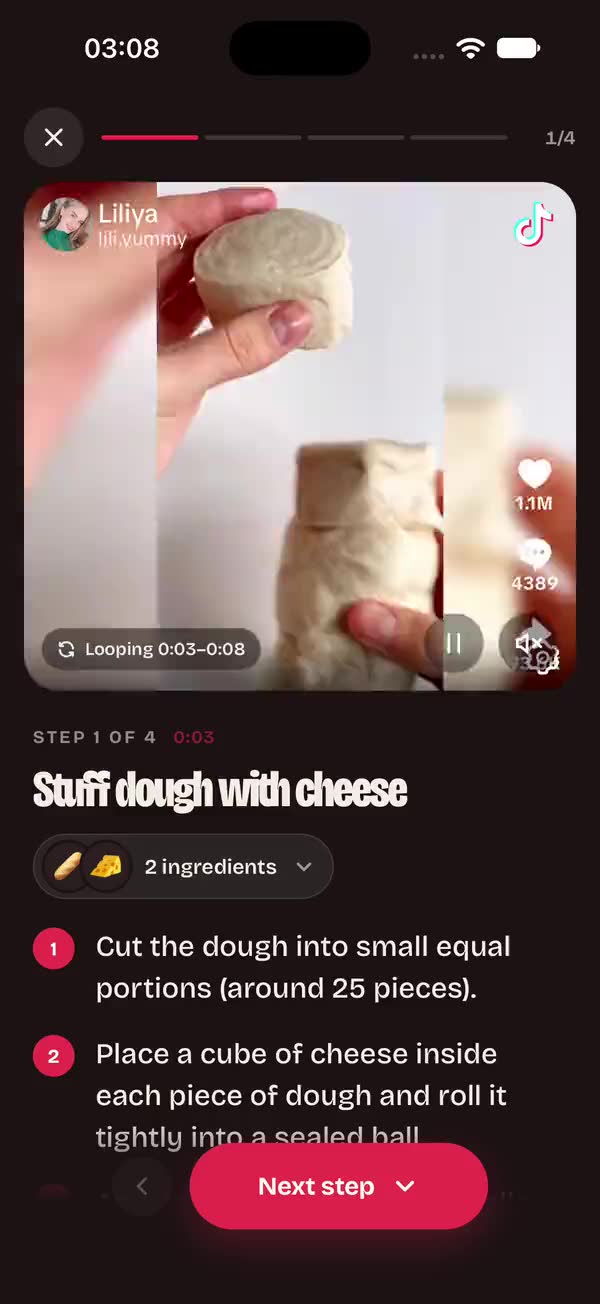 03:08
1/4
Liliya
lili.yummy
1.1M
4389
Looping 0:03–0:08
STEP 1 OF 4 0:03
Stuff dough with cheese
2 ingredients
1 Cut the dough into small equal
portions (around 25 pieces).
2 Place a cube of cheese inside
each piece of dough and roll it
tightly into a sealed ball
Next step